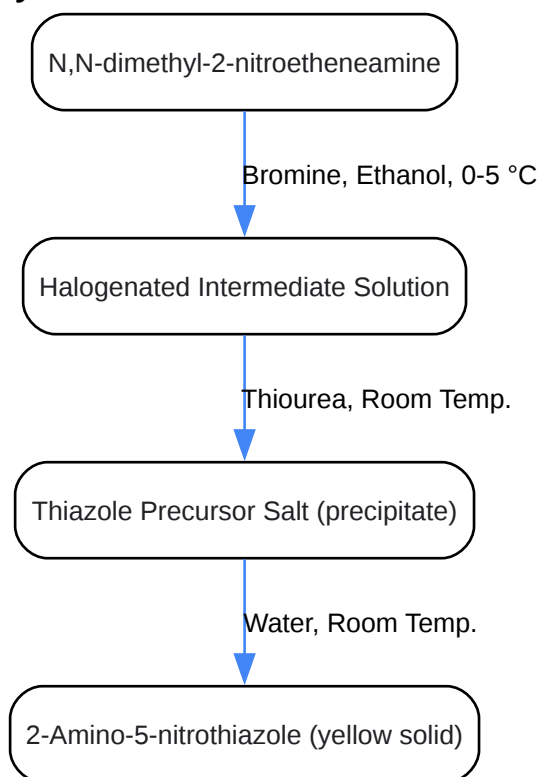 N,N-dimethyl-2-nitroetheneamine
Bromine, Ethanol, 0-5 °C
Halogenated Intermediate Solution
Thiourea, Room Temp.
Thiazole Precursor Salt (precipitate)
Water, Room Temp.
2-Amino-5-nitrothiazole (yellow solid)